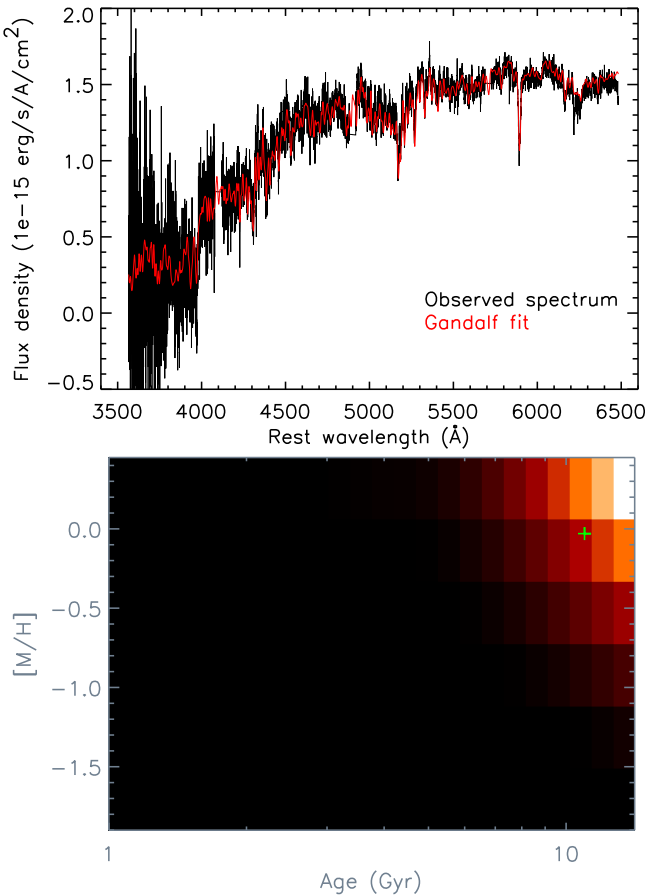 Flux density (1e−15 erg/s/A/cm²)
2.0
1.5
1.0
0.5
0.0
−0.5
Observed spectrum
Gandalf fit
3500 4000 4500 5000 5500 6000 6500
Rest wavelength (Å)
[M/H]
0.0
−0.5
−1.0
−1.5
1 10
Age (Gyr)